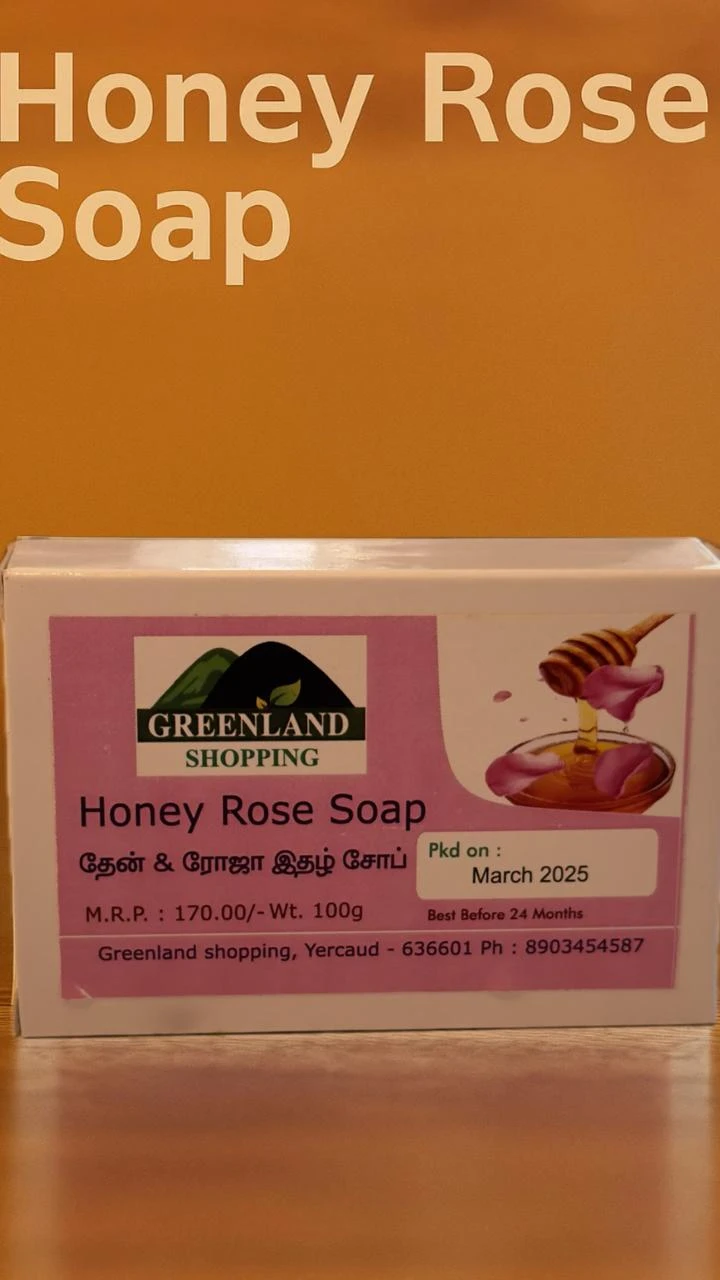 Honey Rose
Soap
GREENLAND
SHOPPING
Honey Rose Soap
தேன் & ரோஜா இதழ் சோப்
Pkd on :
March 2025
M.R.P. : 170.00/- Wt. 100g
Best Before 24 Months
Greenland shopping, Yercaud - 636601 Ph : 8903454587